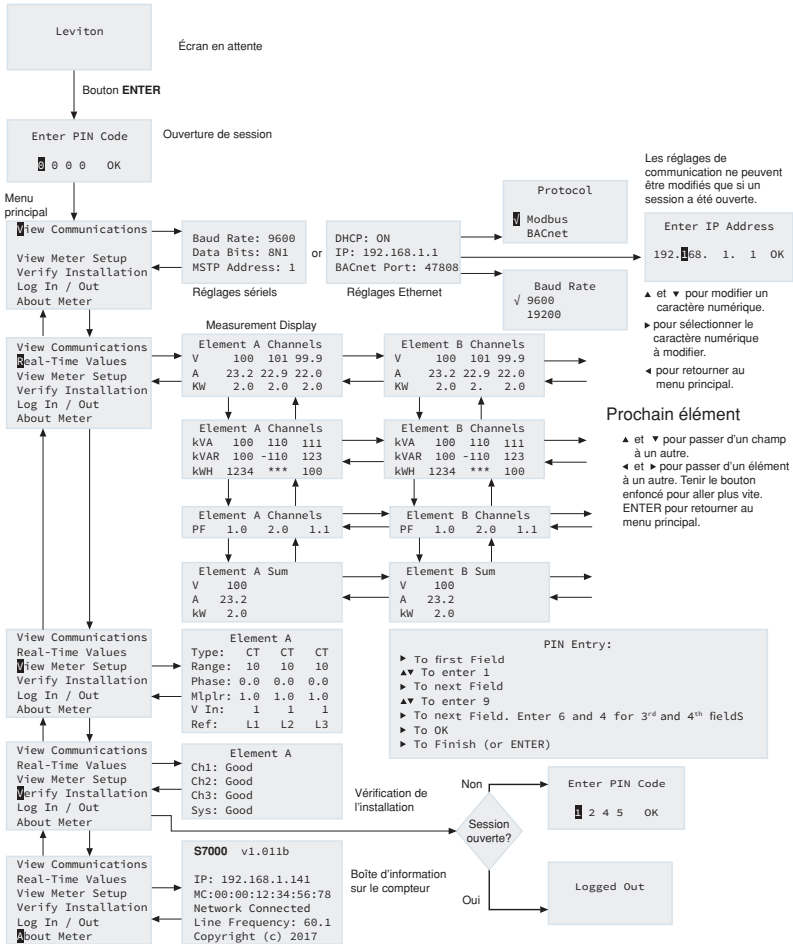 Leviton
Écran en attente
Bouton ENTER
Enter PIN Code
0 0 0 0 OK
Ouverture de session
Menu
principal
View Communications
View Meter Setup
Verify Installation
Log In / Out
About Meter
Baud Rate: 9600
Data Bits: 8N1
MSTP Address: 1
Réglages sériels
or
DHCP: ON
IP: 192.168.1.1
BACnet Port: 47808
Réglages Ethernet
Protocol
√ Modbus
BACnet
Baud Rate
√ 9600
19200
Les réglages de
communication ne peuvent
être modifiés que si un
session a été ouverte.
Enter IP Address
192.168. 1. 1 OK
▲ et ▼ pour modifier un
caractère numérique.
▶ pour sélectionner le
caractère numérique
à modifier.
◀ pour retourner au
menu principal.
View Communications
Real-Time Values
View Meter Setup
Verify Installation
Log In / Out
About Meter
Measurement Display
Element A Channels
V 100 101 99.9
A 23.2 22.9 22.0
KW 2.0 2.0 2.0
Element B Channels
V 100 101 99.9
A 23.2 22.9 22.0
KW 2.0 2. 2.0
Element A Channels
kVA 100 110 111
kVAR 100 -110 123
kWH 1234 *** 100
Element B Channels
kVA 100 110 111
kVAR 100 -110 123
kWH 1234 *** 100
Element A Channels
PF 1.0 2.0 1.1
Element B Channels
PF 1.0 2.0 1.1
Element A Sum
V 100
A 23.2
kW 2.0
Element B Sum
V 100
A 23.2
kW 2.0
Prochain élément
▲ et ▼ pour passer d'un champ
à un autre.
◀ et ▶ pour passer d'un élément
à un autre. Tenir le bouton
enfoncé pour aller plus vite.
ENTER pour retourner au
menu principal.
View Communications
Real-Time Values
View Meter Setup
Verify Installation
Log In / Out
About Meter
Element A
Type: CT CT CT
Range: 10 10 10
Phase: 0.0 0.0 0.0
Mlplr: 1.0 1.0 1.0
V In: 1 1 1
Ref: L1 L2 L3
PIN Entry:
▶ To first Field
▲▼ To enter 1
▶ To next Field
▲▼ To enter 9
▶ To next Field. Enter 6 and 4 for 3rd and 4th fieldS
▶ To OK
▶ To Finish (or ENTER)
View Communications
Real-Time Values
View Meter Setup
Verify Installation
Log In / Out
About Meter
Element A
Ch1: Good
Ch2: Good
Ch3: Good
Sys: Good
Vérification de
l'installation
Session
ouverte?
Non
Enter PIN Code
1 2 4 5 OK
Oui
Logged Out
View Communications
Real-Time Values
View Meter Setup
Verify Installation
Log In / Out
About Meter
S7000 v1.011b
IP: 192.168.1.141
MC:00:00:12:34:56:78
Network Connected
Line Frequency: 60.1
Copyright (c) 2017
Boîte d'information
sur le compteur